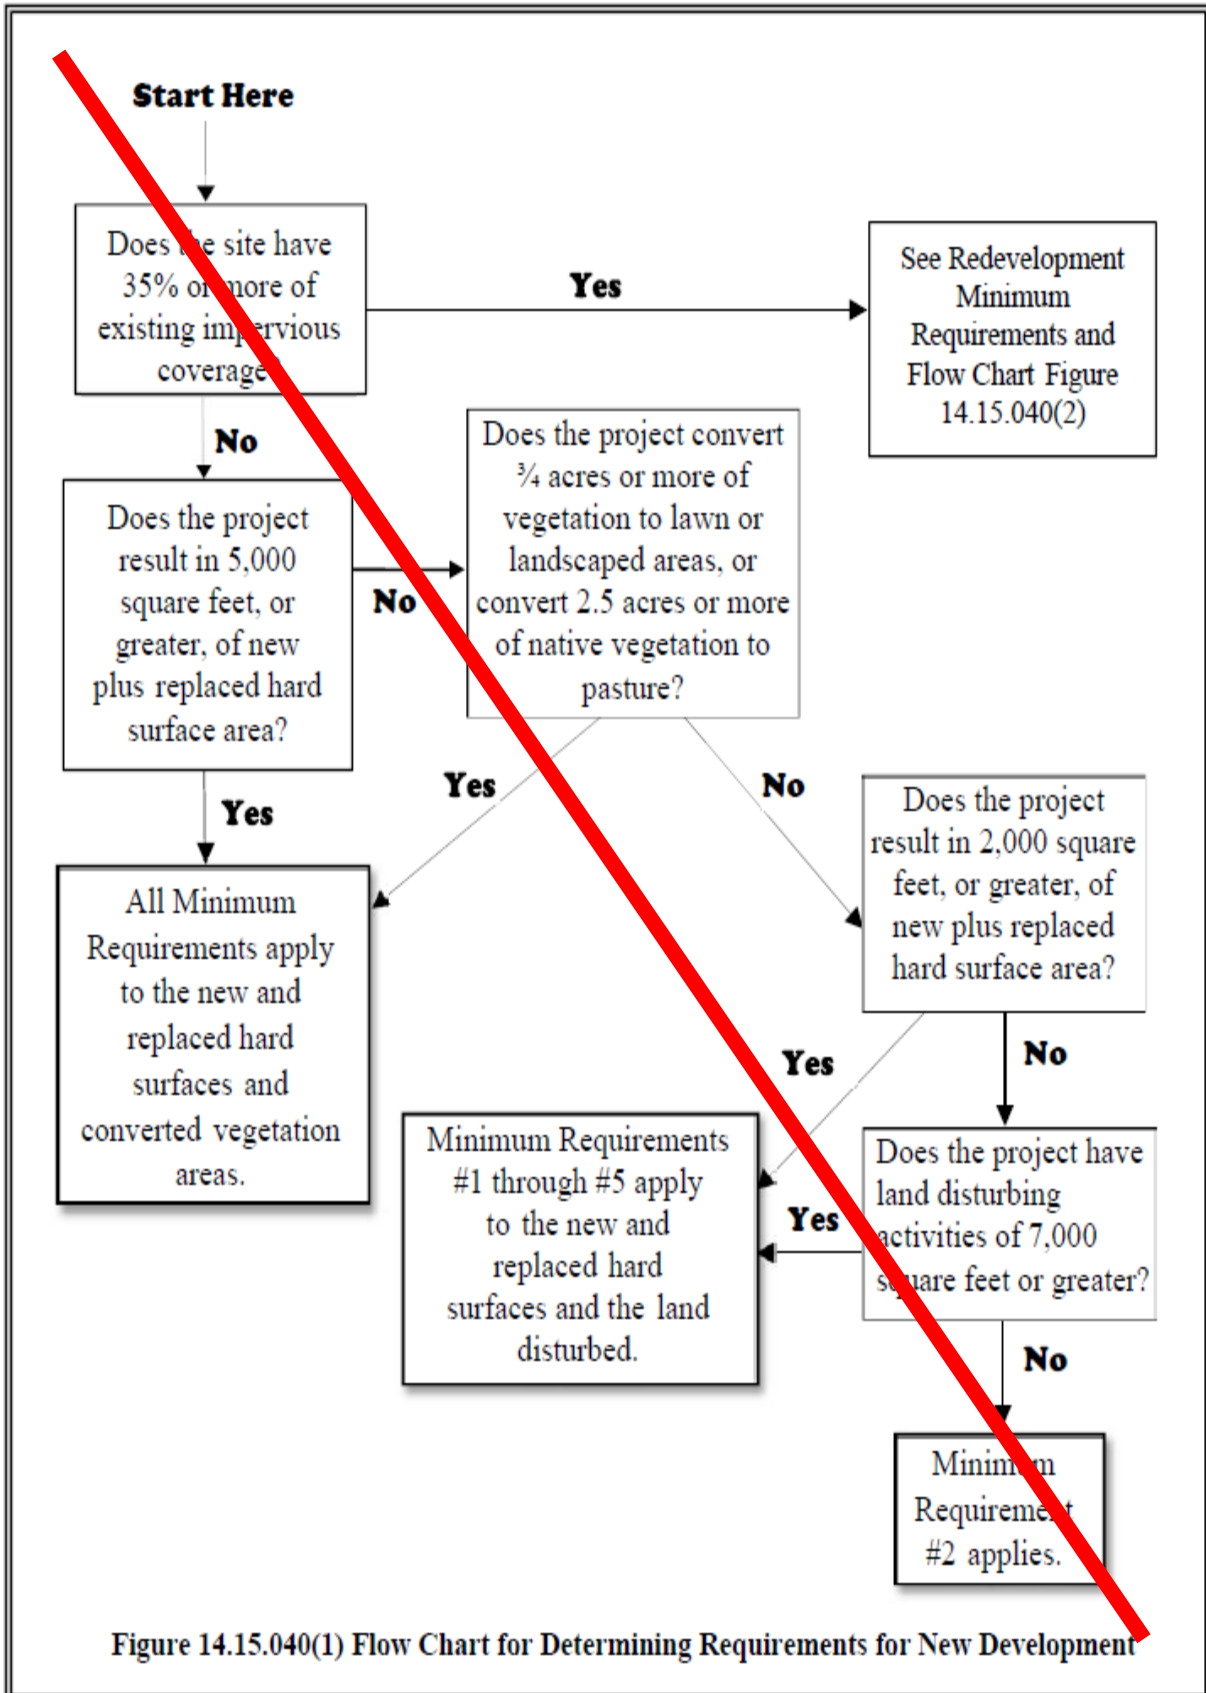 Start Here
Does the site have
35% or more of
existing impervious
coverage?
Yes
See Redevelopment
Minimum
Requirements and
Flow Chart Figure
14.15.040(2)
No
Does the project
result in 5,000
square feet, or
greater, of new
plus replaced hard
surface area?
No
Does the project convert
¾ acres or more of
vegetation to lawn or
landscaped areas, or
convert 2.5 acres or more
of native vegetation to
pasture?
Yes
Yes
No
All Minimum
Requirements apply
to the new and
replaced hard
surfaces and
converted vegetation
areas.
Does the project
result in 2,000 square
feet, or greater, of
new plus replaced
hard surface area?
Yes
No
Minimum Requirements
#1 through #5 apply
to the new and
replaced hard
surfaces and the land
disturbed.
Yes
Does the project have
land disturbing
activities of 7,000
square feet or greater?
No
Minimum
Requirement
#2 applies.
Figure 14.15.040(1) Flow Chart for Determining Requirements for New Development